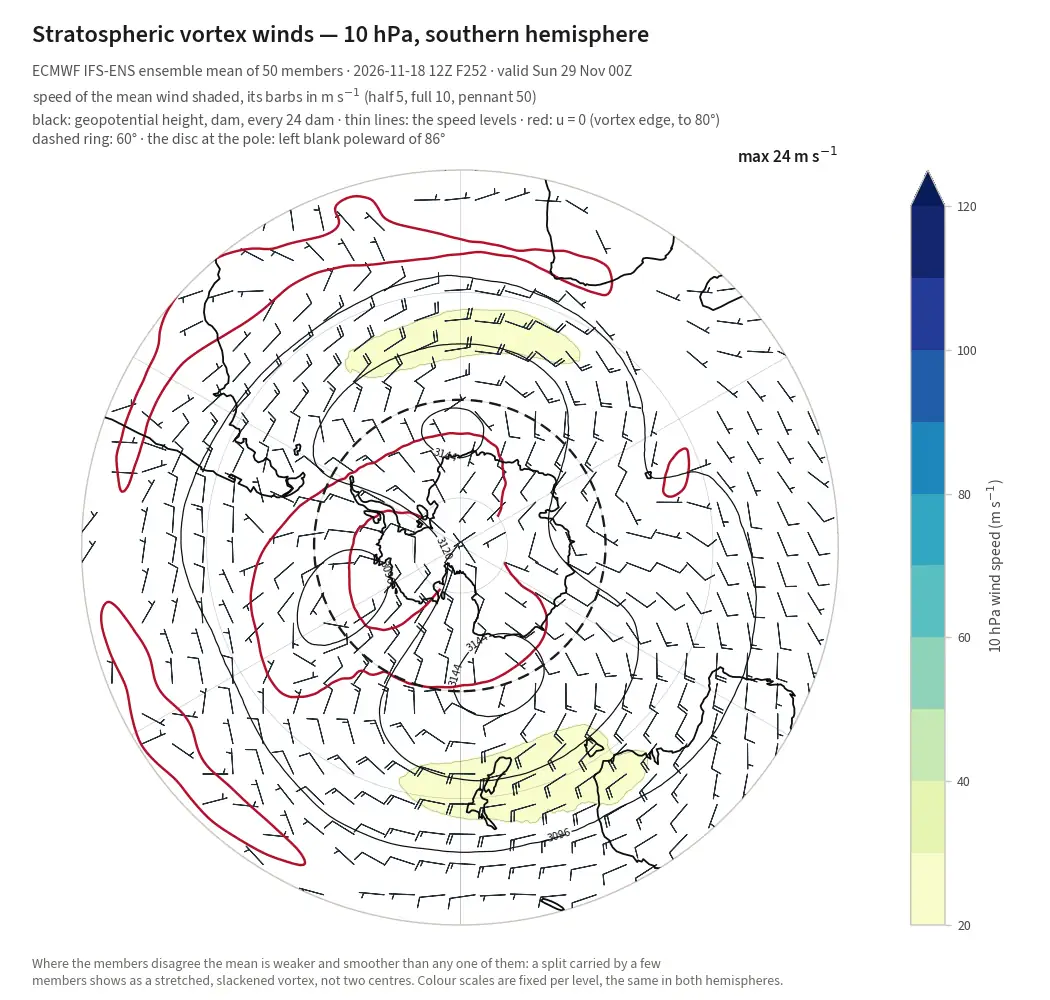 Stratospheric vortex winds — 10 hPa, southern hemisphere
ECMWF IFS-ENS ensemble mean of 50 members · 2026-11-18 12Z F252 · valid Sun 29 Nov 00Z
speed of the mean wind shaded, its barbs in m s⁻¹ (half 5, full 10, pennant 50)
black: geopotential height, dam, every 24 dam · thin lines: the speed levels · red: u = 0 (vortex edge, to 80°)
dashed ring: 60° · the disc at the pole: left blank poleward of 86°
max 24 m s⁻¹
120
100
80
60
40
20
10 hPa wind speed (m s⁻¹)
3144
3120
3096
3144
3144
3096
Where the members disagree the mean is weaker and smoother than any one of them: a split carried by a few
members shows as a stretched, slackened vortex, not two centres. Colour scales are fixed per level, the same in both hemispheres.